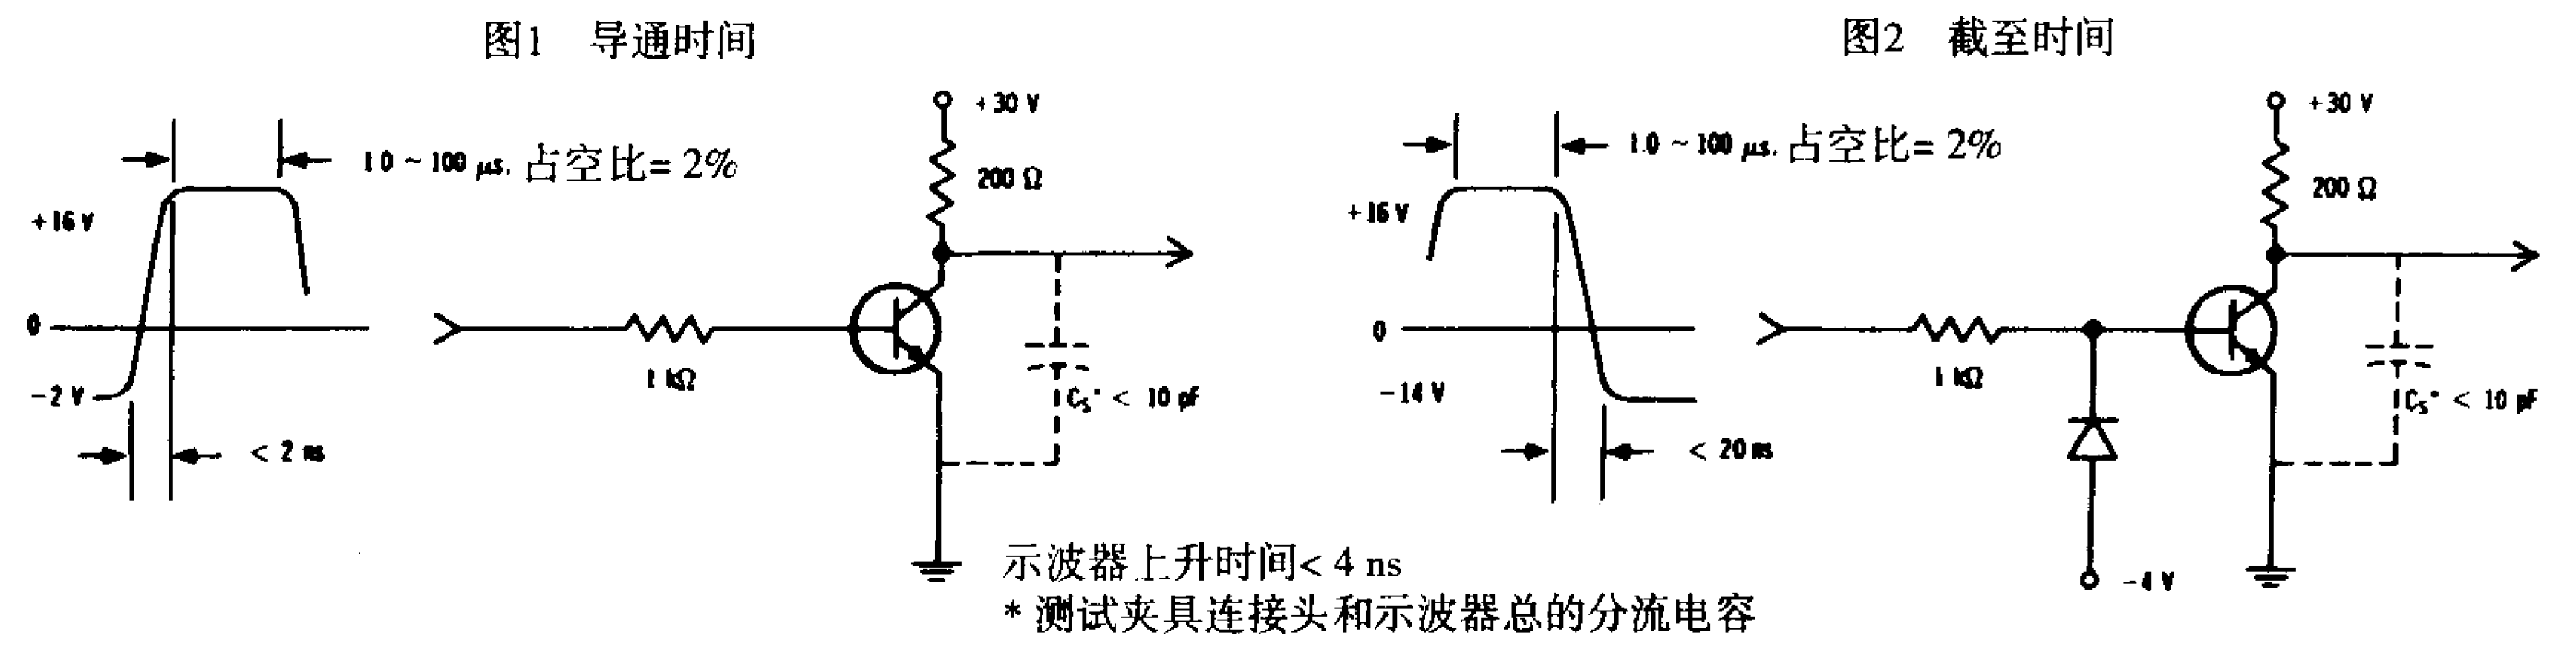 图1 导通时间
+30 V
1.0 ~ 100 μs, 占空比= 2%
200 Ω
+16 V
0
1 kΩ
-2 V
Cs* < 10 pF
< 2 ns
图2 截至时间
+30 V
1.0 ~ 100 μs, 占空比= 2%
200 Ω
+16 V
0
1 kΩ
-14 V
Cs* < 10 pF
< 20 ns
-4 V
示波器上升时间< 4 ns
* 测试夹具连接头和示波器总的分流电容